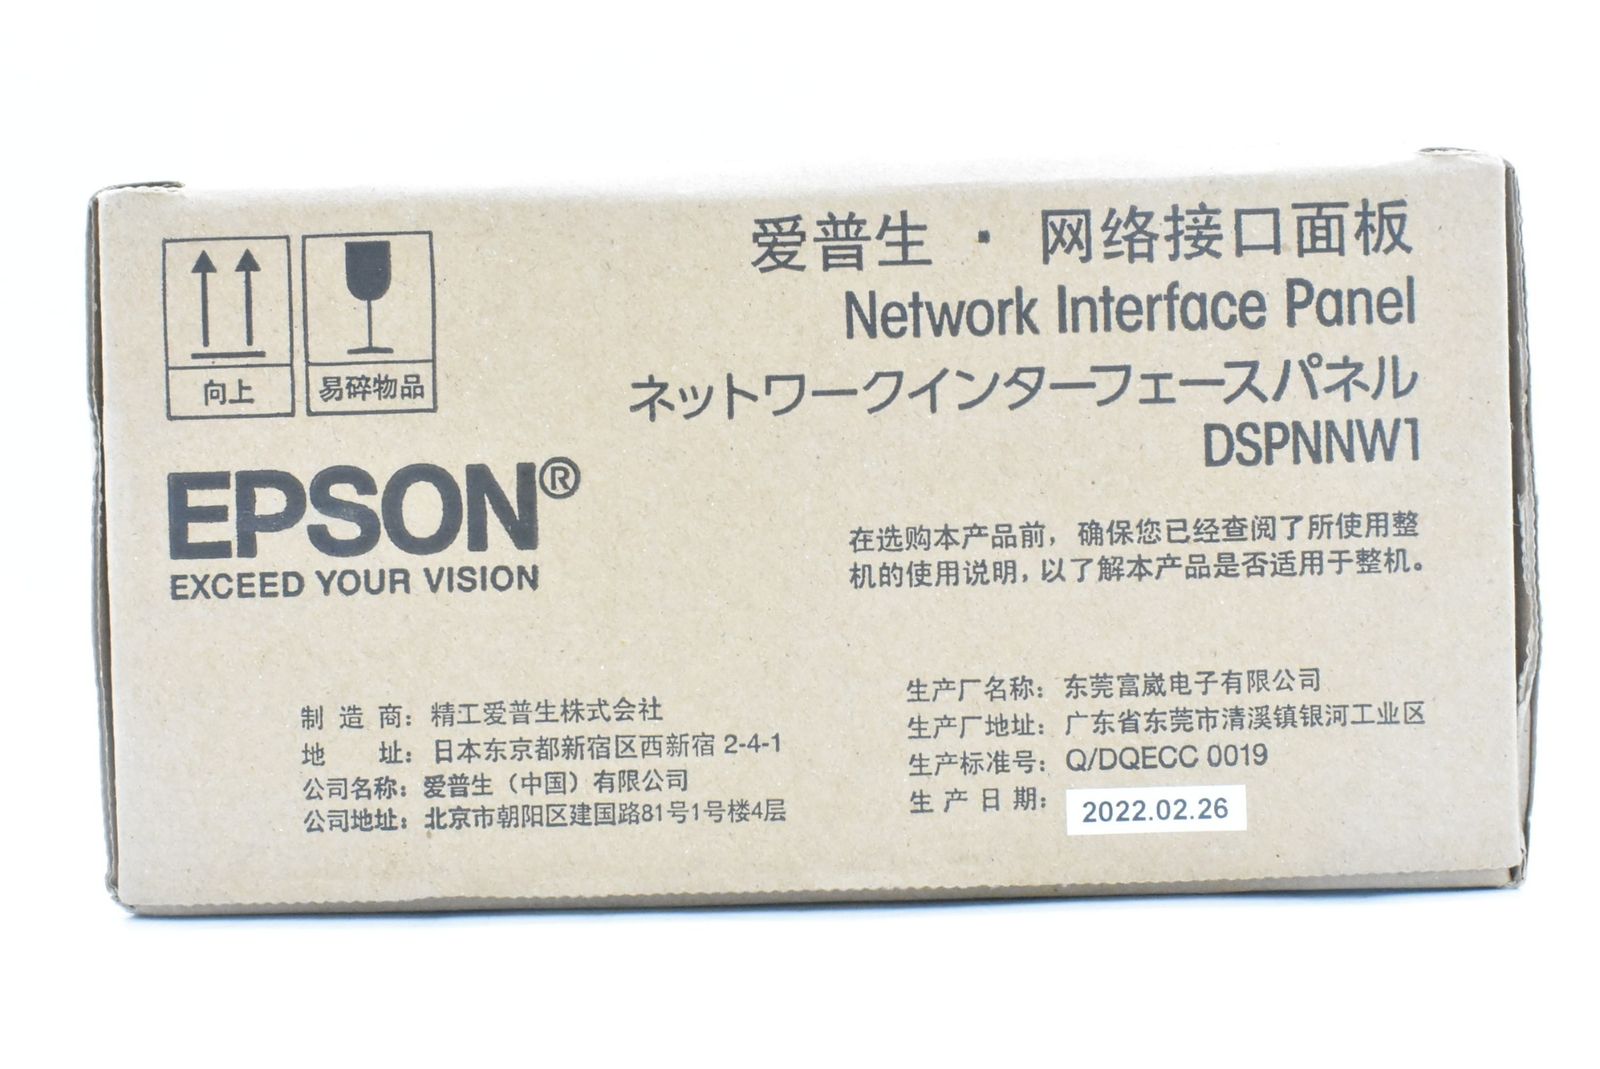 向上
易碎物品
爱普生 · 网络接口面板
Network Interface Panel
ネットワークインターフェースパネル
DSPNNW1
EPSON®
EXCEED YOUR VISION
在选购本产品前，确保您已经查阅了所使用整
机的使用说明，以了解本产品是否适用于整机。
制 造 商：精工爱普生株式会社
地 址：日本东京都新宿区西新宿 2-4-1
公司名称：爱普生（中国）有限公司
公司地址：北京市朝阳区建国路81号1号楼4层
生产厂名称：东莞富崴电子有限公司
生产厂地址：广东省东莞市清溪镇银河工业区
生产标准号：Q/DQECC 0019
生 产 日 期：2022.02.26